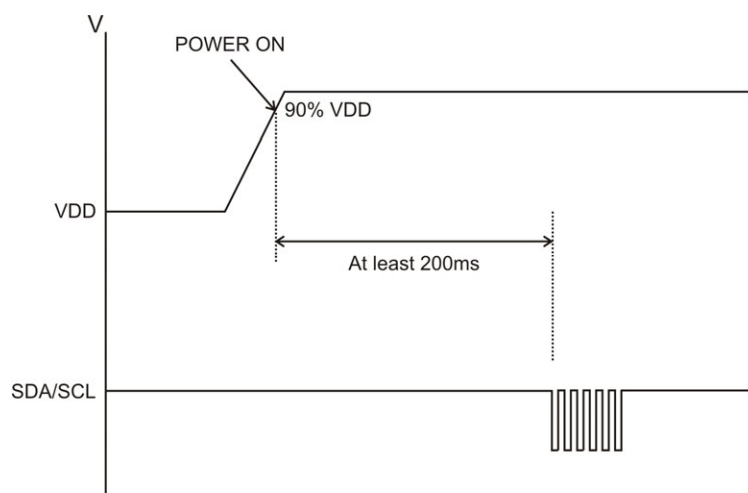 V
POWER ON
90% VDD
VDD
At least 200ms
SDA/SCL